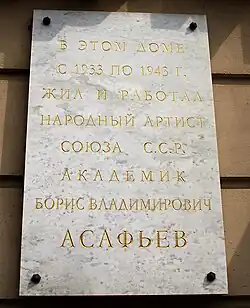 В ЭТОМ ДОМЕ
С 1933 ПО 1943 Г.
ЖИЛ И РАБОТАЛ
НАРОДНЫЙ АРТИСТ
СОЮЗА С.С.Р.
АКАДЕМИК
БОРИС ВЛАДИМИРОВИЧ
АСАФЬЕВ